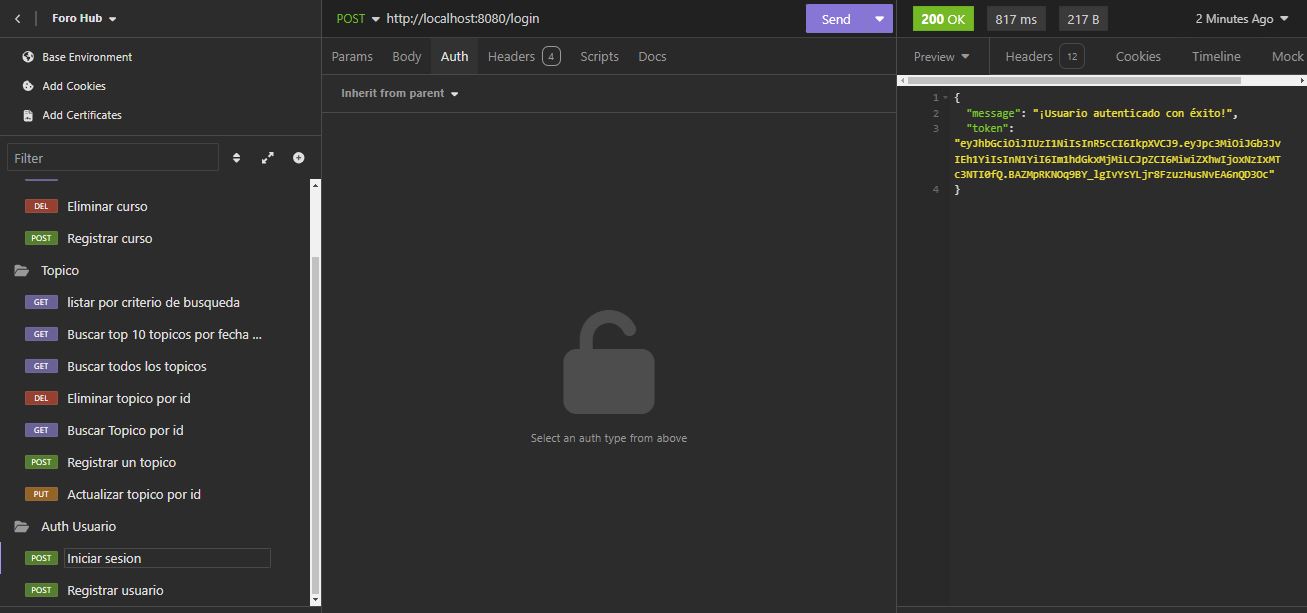 Foro Hub
Base Environment
Add Cookies
Add Certificates
Filter
DEL Eliminar curso
POST Registrar curso
Topico
GET listar por criterio de busqueda
GET Buscar top 10 topicos por fecha ...
GET Buscar todos los topicos
DEL Eliminar topico por id
GET Buscar Topico por id
POST Registrar un topico
PUT Actualizar topico por id
Auth Usuario
POST Iniciar sesion
POST Registrar usuario
POST http://localhost:8080/login Send
Params Body Auth Headers 4 Scripts Docs
Inherit from parent
Select an auth type from above
200 OK 817 ms 217 B 2 Minutes Ago
Preview Headers 12 Cookies Timeline Mock
1 {
2 "message": "¡Usuario autenticado con éxito!",
3 "token":
"eyJhbGciOiJIUzI1NiIsInR5cCI6IkpXVCJ9.eyJpc3MiOiJGb3Jv
IEh1YiIsInN1YiI6Im1hdGkxMjMiLCJpZCI6MiwiZXhwIjoxNzIxMT
c3NTI0fQ.BAZMpRKNOq9BY_lgIvYsYLjr8FzuzHusNvEA6nQD3Oc"
4 }